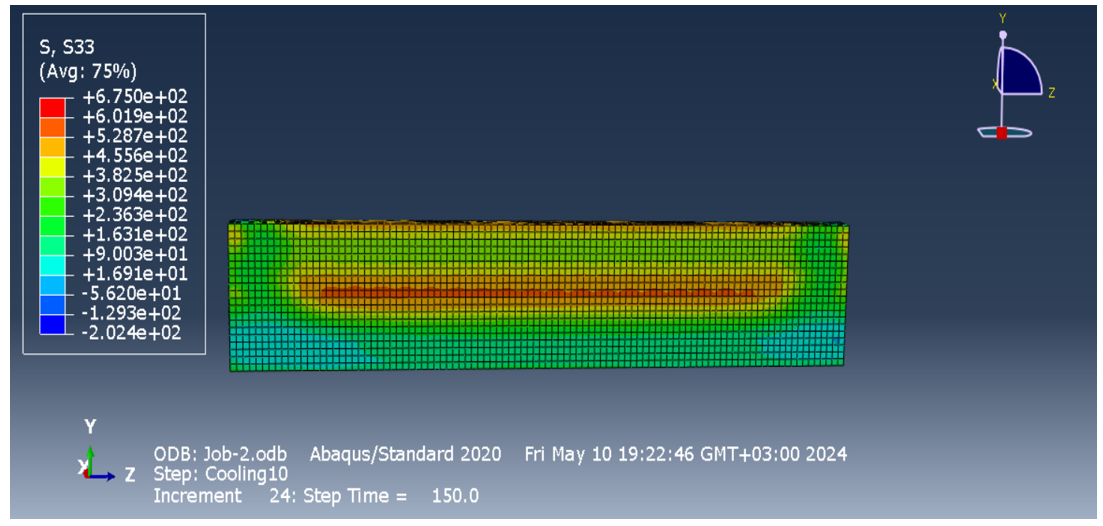 S, S33
(Avg: 75%)
+6.750e+02
+6.019e+02
+5.287e+02
+4.556e+02
+3.825e+02
+3.094e+02
+2.363e+02
+1.631e+02
+9.003e+01
+1.691e+01
-5.620e+01
-1.293e+02
-2.024e+02
Y
X
Z
Y
X
Z
ODB: Job-2.odb Abaqus/Standard 2020 Fri May 10 19:22:46 GMT+03:00 2024
Step: Cooling10
Increment 24: Step Time = 150.0